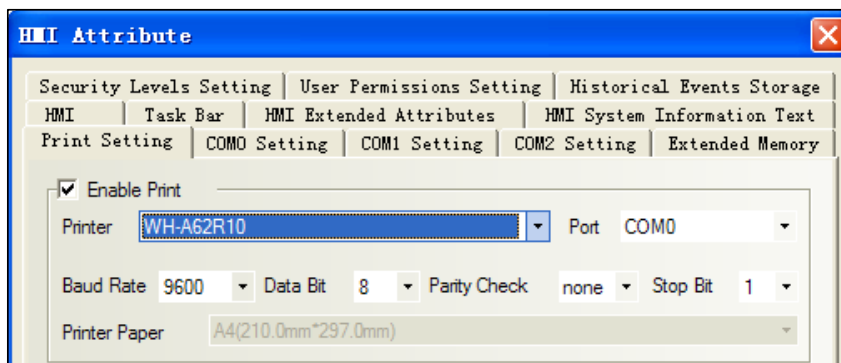 HMI Attribute
Security Levels Setting User Permissions Setting Historical Events Storage
HMI Task Bar HMI Extended Attributes HMI System Information Text
Print Setting COM0 Setting COM1 Setting COM2 Setting Extended Memory
Enable Print
Printer WH-A62R10 Port COM0
Baud Rate 9600 Data Bit 8 Parity Check none Stop Bit 1
Printer Paper A4(210.0mm*297.0mm)